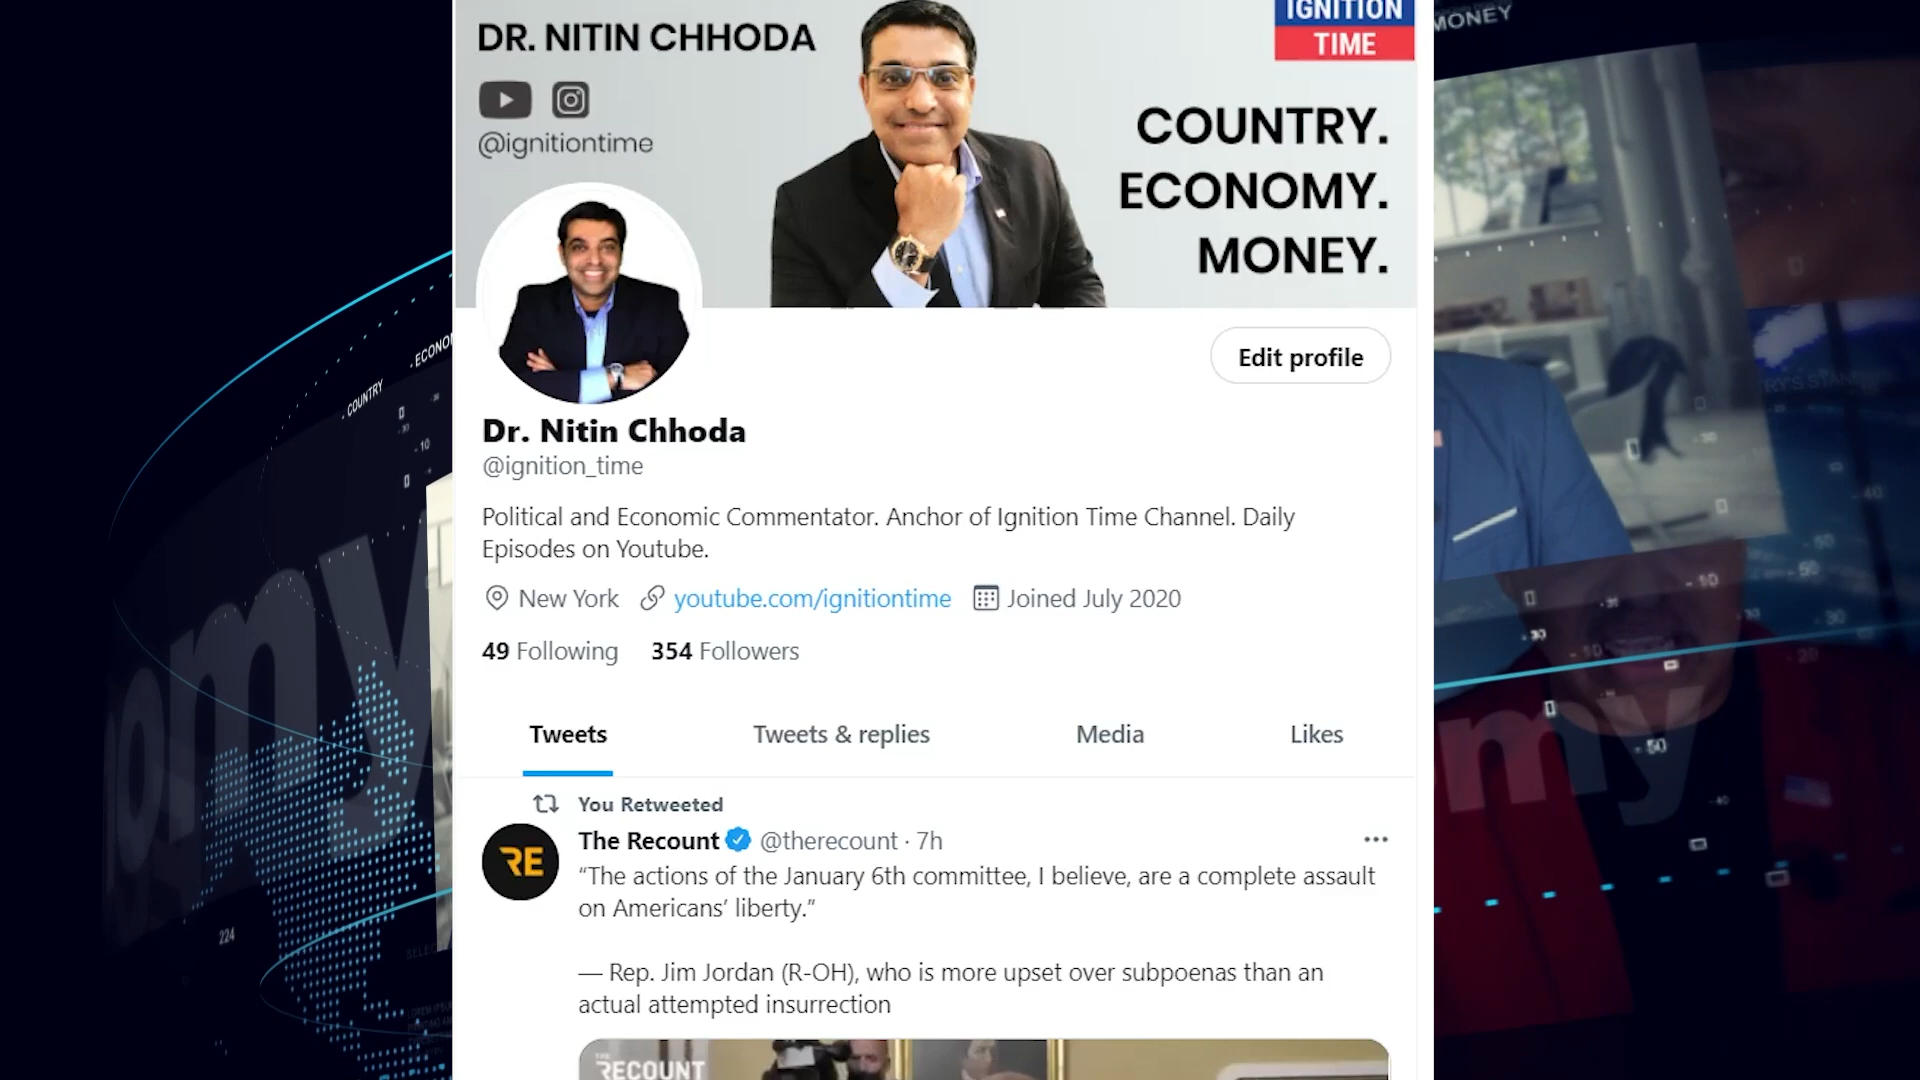 DR. NITIN CHHODA
@ignitiontime
IGNITION
TIME
COUNTRY.
ECONOMY.
MONEY.
Edit profile
Dr. Nitin Chhoda
@ignition_time
Political and Economic Commentator. Anchor of Ignition Time Channel. Daily
Episodes on Youtube.
New York youtube.com/ignitiontime Joined July 2020
49 Following 354 Followers
Tweets Tweets & replies Media Likes
You Retweeted
The Recount @therecount · 7h
“The actions of the January 6th committee, I believe, are a complete assault
on Americans’ liberty.”
— Rep. Jim Jordan (R-OH), who is more upset over subpoenas than an
actual attempted insurrection
RE
THE
RECOUNT
COUNTRY
224
MONEY
my